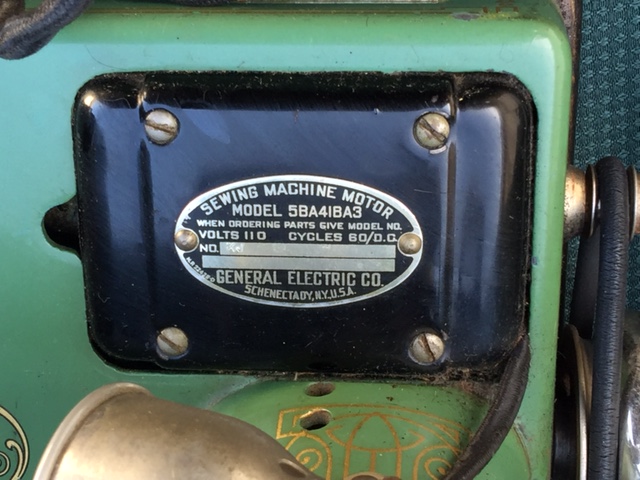 SEWING MACHINE MOTOR
MODEL 5BA41BA3
WHEN ORDERING PARTS GIVE MODEL NO.
VOLTS 110 CYCLES 60/D.C.
NO.
GENERAL ELECTRIC CO.
SCHENECTADY, N.Y. U.S.A.